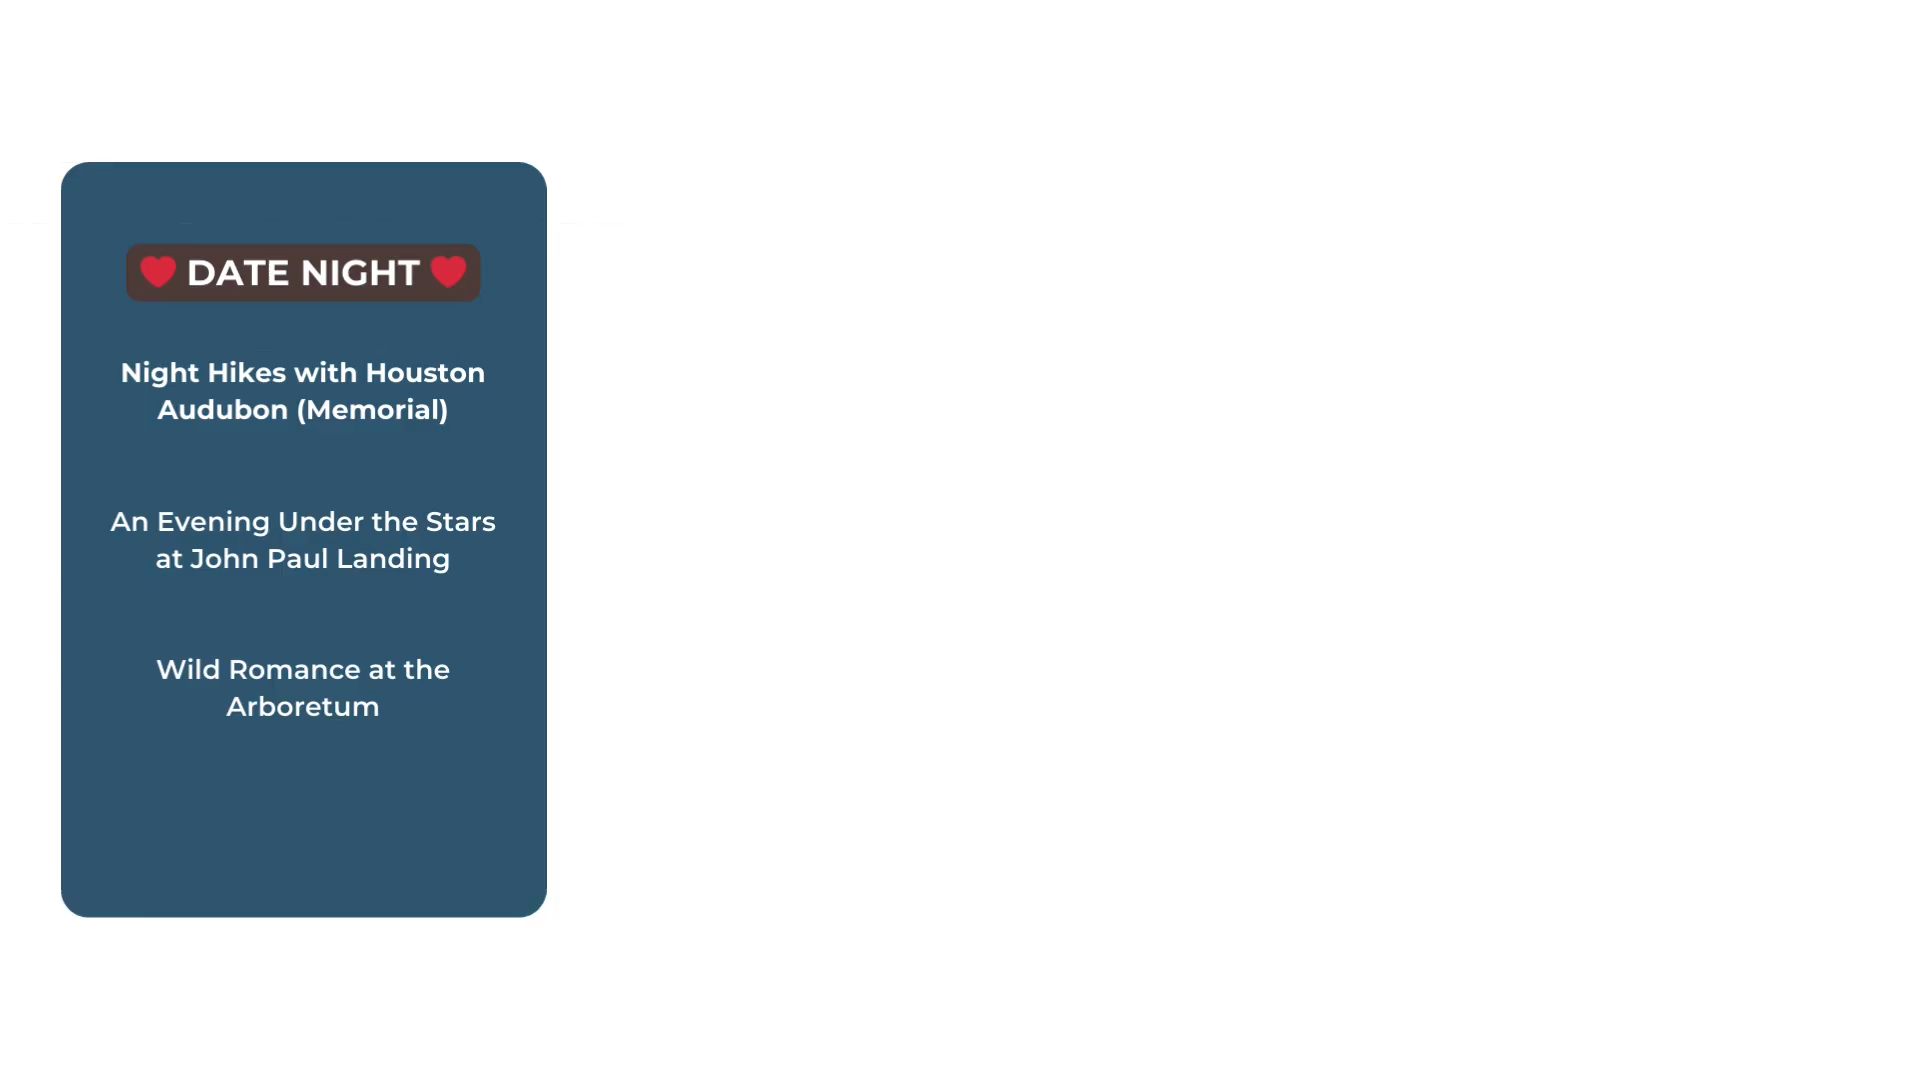 ❤️ DATE NIGHT ❤️
Night Hikes with Houston
Audubon (Memorial)
An Evening Under the Stars
at John Paul Landing
Wild Romance at the
Arboretum